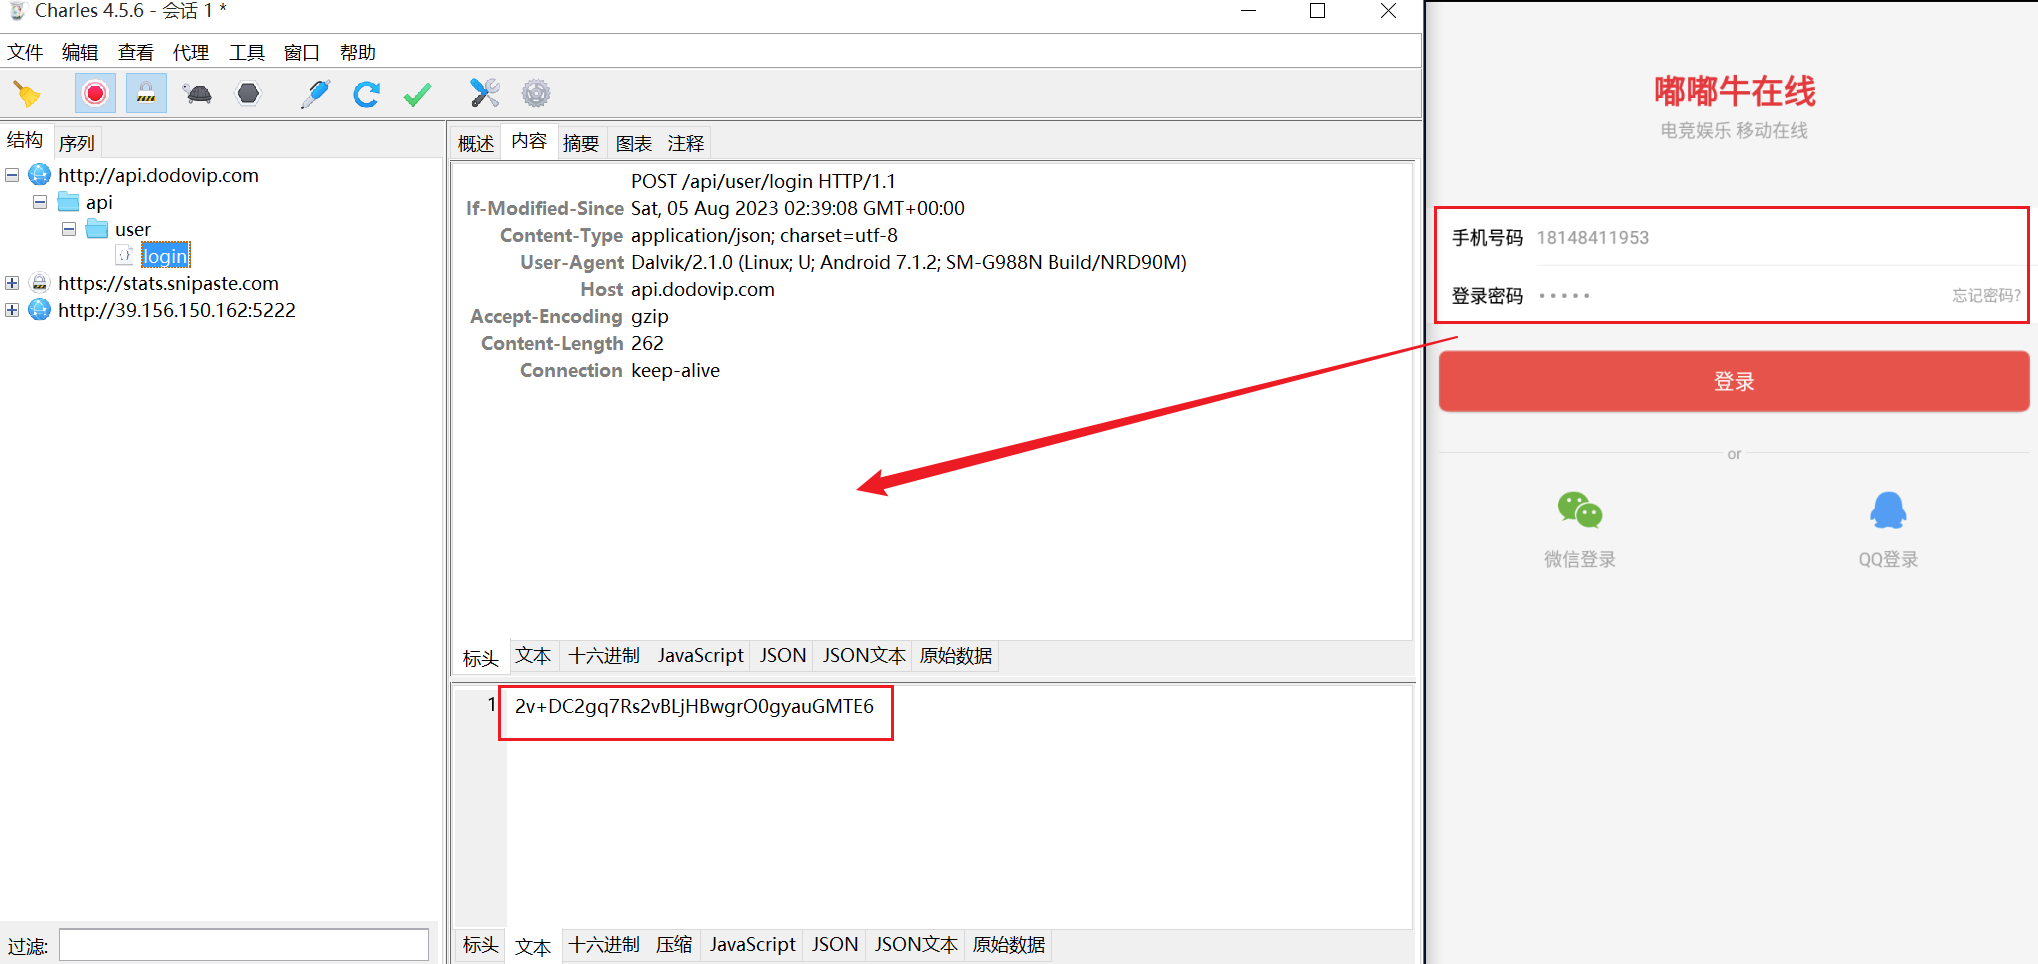 Charles 4.5.6 - 会话 1 *
文件 编辑 查看 代理 工具 窗口 帮助
结构 序列
http://api.dodovip.com
api
user
login
https://stats.snipaste.com
http://39.156.150.162:5222
过滤:
概述 内容 摘要 图表 注释
POST /api/user/login HTTP/1.1
If-Modified-Since Sat, 05 Aug 2023 02:39:08 GMT+00:00
Content-Type application/json; charset=utf-8
User-Agent Dalvik/2.1.0 (Linux; U; Android 7.1.2; SM-G988N Build/NRD90M)
Host api.dodovip.com
Accept-Encoding gzip
Content-Length 262
Connection keep-alive
标头 文本 十六进制 JavaScript JSON JSON文本 原始数据
1 2v+DC2gq7Rs2vBLjHBwgrO0gyauGMTE6
标头 文本 十六进制 压缩 JavaScript JSON JSON文本 原始数据
嘟嘟牛在线
电竞娱乐 移动在线
手机号码 18148411953
登录密码 ••••• 忘记密码?
登录
or
微信登录 QQ登录